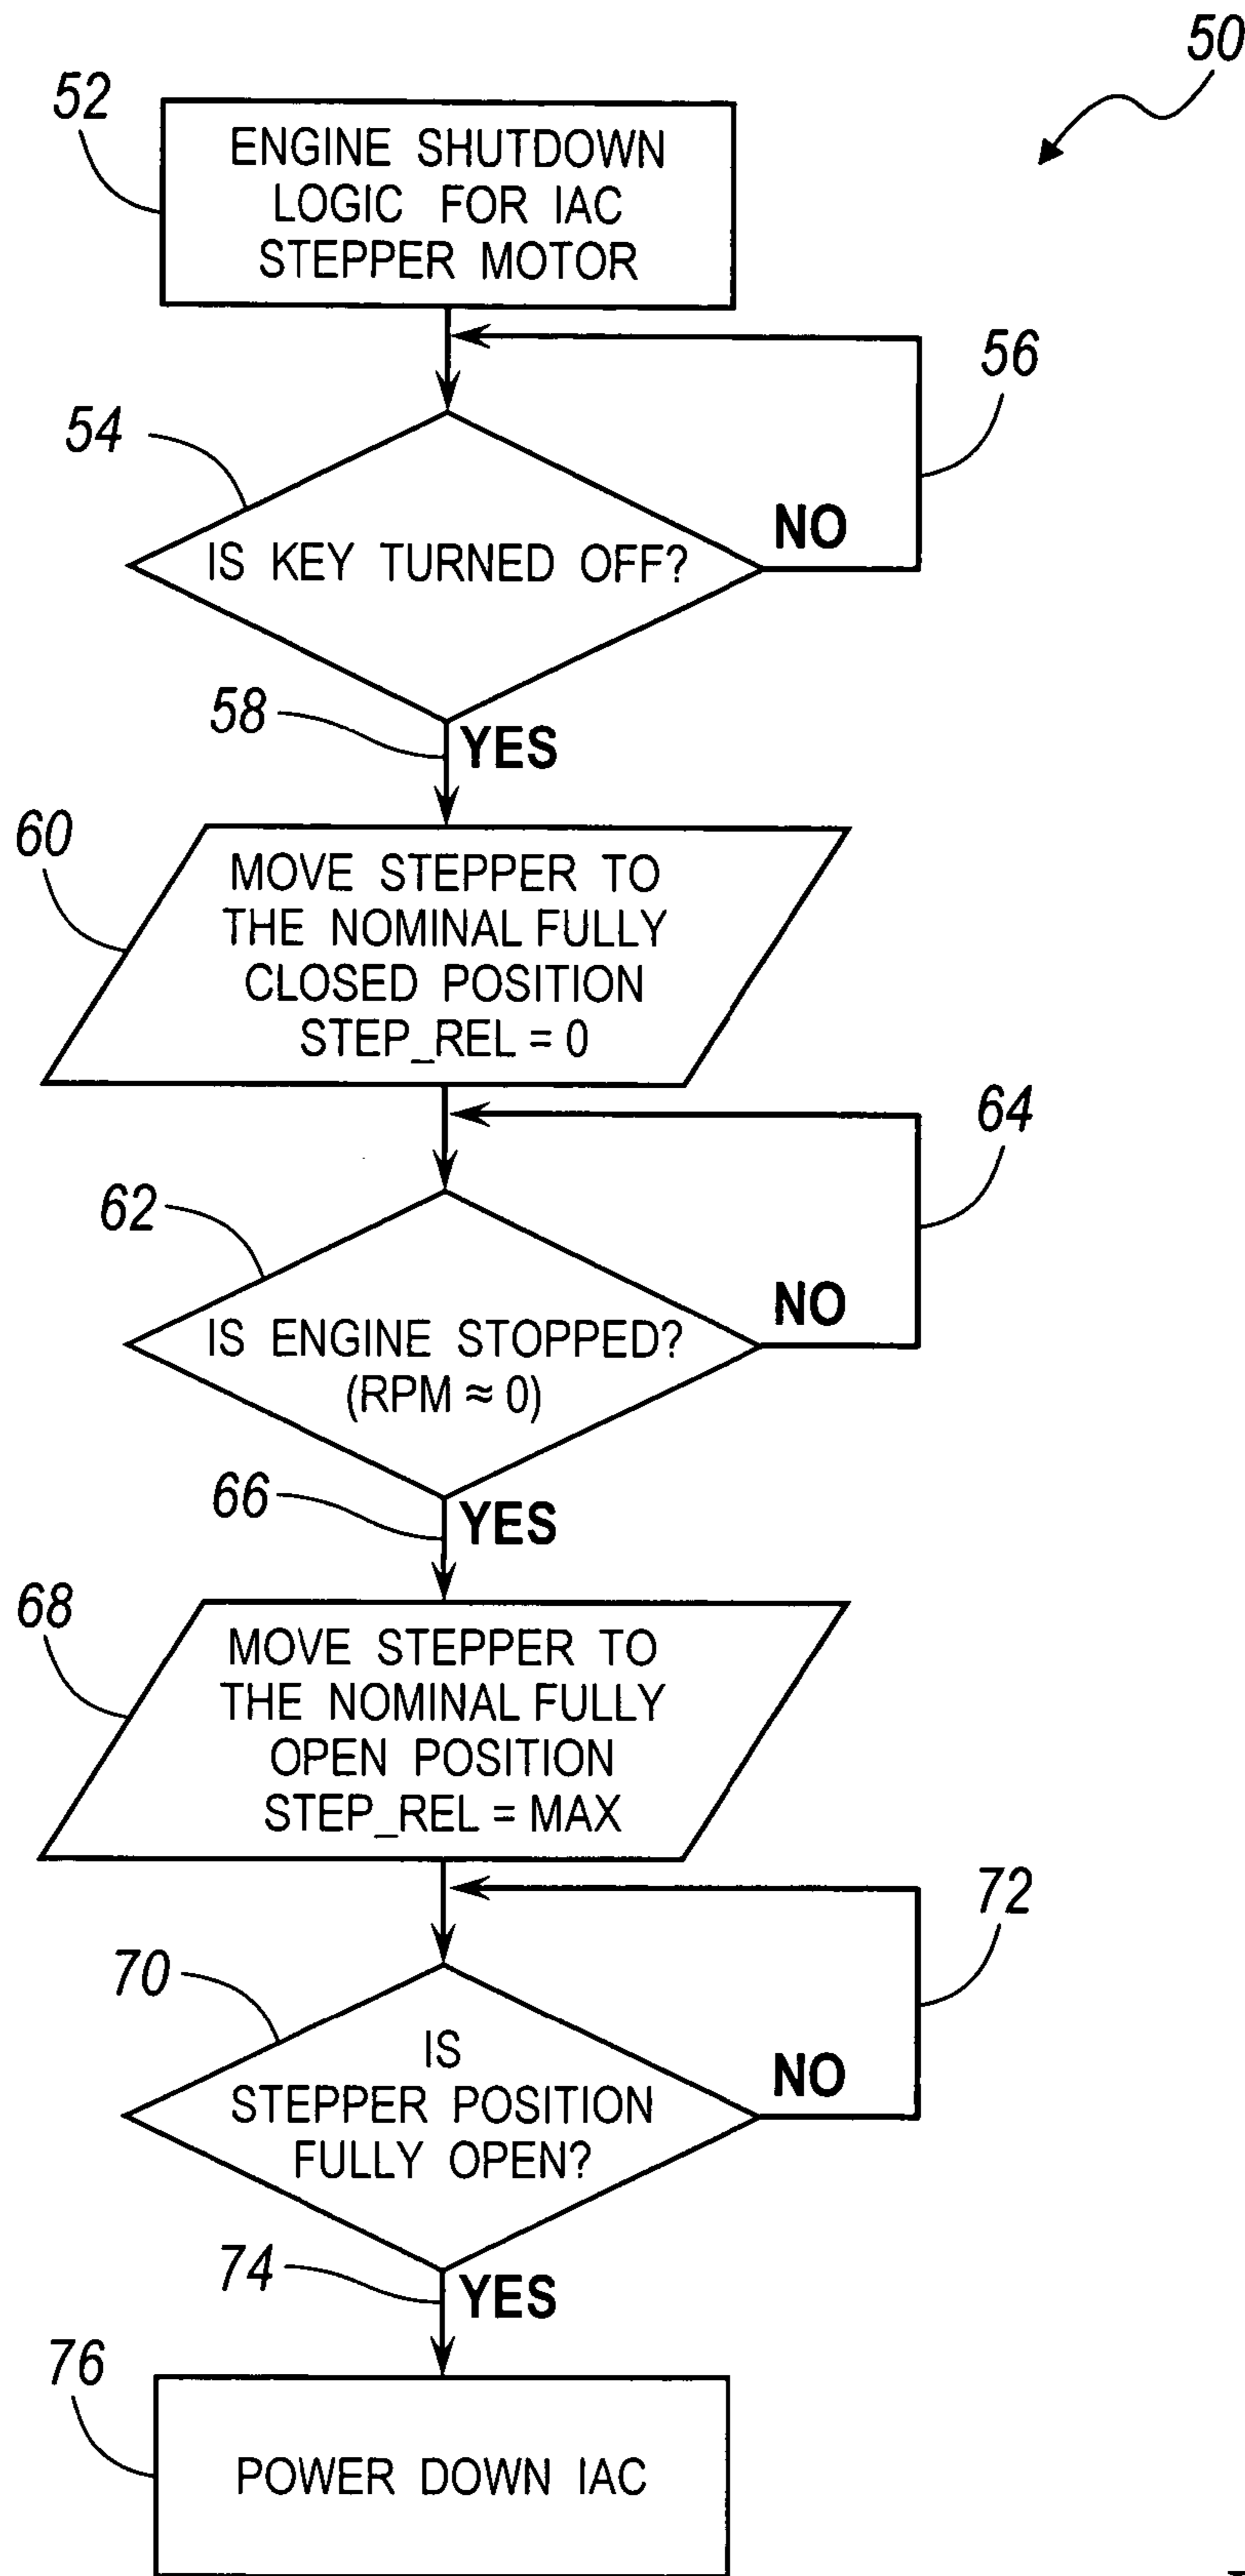 50
52
ENGINE SHUTDOWN
LOGIC FOR IAC
STEPPER MOTOR
56
54
IS KEY TURNED OFF?
NO
58
YES
60
MOVE STEPPER TO
THE NOMINAL FULLY
CLOSED POSITION
STEP_REL = 0
64
62
IS ENGINE STOPPED?
(RPM ≈ 0)
NO
66
YES
68
MOVE STEPPER TO
THE NOMINAL FULLY
OPEN POSITION
STEP_REL = MAX
72
70
IS
STEPPER POSITION
FULLY OPEN?
NO
74
YES
76
POWER DOWN IAC